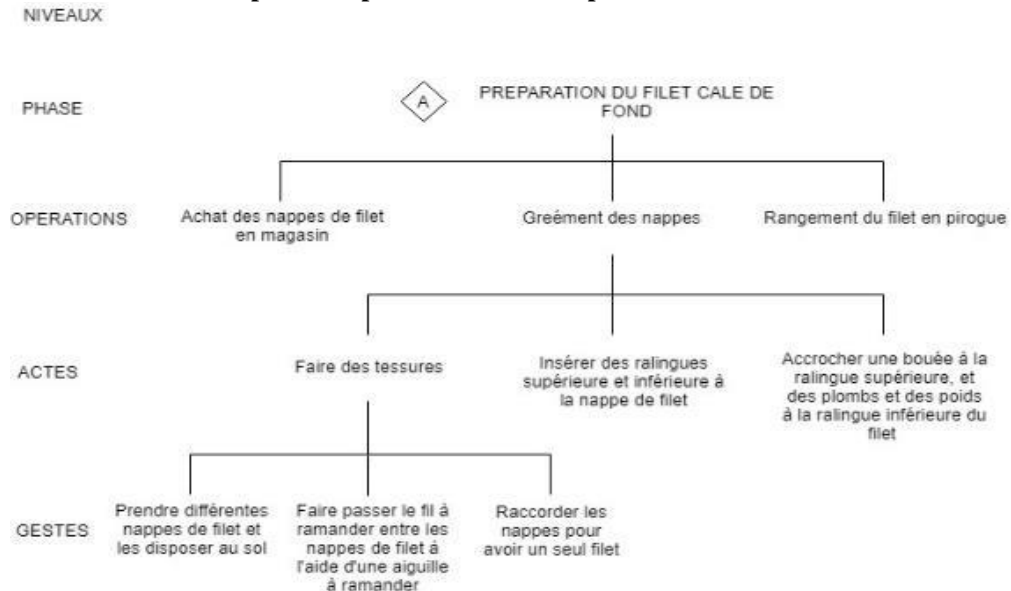 NIVEAUX
PHASE
A
PREPARATION DU FILET CALE DE
FOND
OPERATIONS
Achat des nappes de filet
en magasin
Greément des nappes
Rangement du filet en pirogue
ACTES
Faire des tessures
Insérer des ralingues
supérieure et inférieure à
la nappe de filet
Accrocher une bouée à la
ralingue supérieure, et
des plombs et des poids
à la ralingue inférieure du
filet
GESTES
Prendre différentes
nappes de filet et
les disposer au sol
Faire passer le fil à
ramander entre les
nappes de filet à
l'aide d'une aiguille
à ramander
Raccorder les
nappes pour
avoir un seul filet